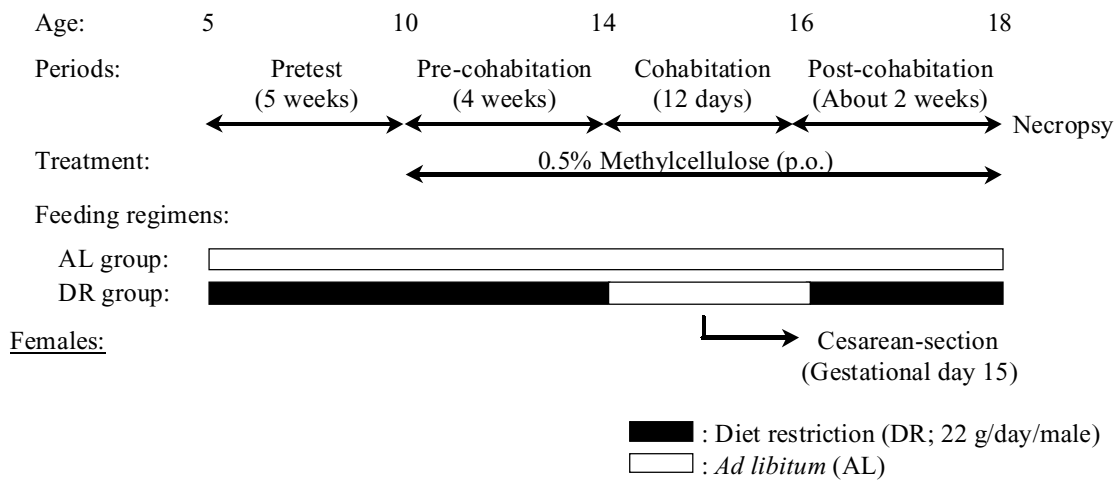 Age: 5 10 14 16 18
Periods: Pretest Pre-cohabitation Cohabitation Post-cohabitation
(5 weeks) (4 weeks) (12 days) (About 2 weeks)
Necropsy
Treatment: 0.5% Methylcellulose (p.o.)
Feeding regimens:
AL group:
DR group:
Females: Cesarean-section
(Gestational day 15)
: Diet restriction (DR; 22 g/day/male)
: Ad libitum (AL)